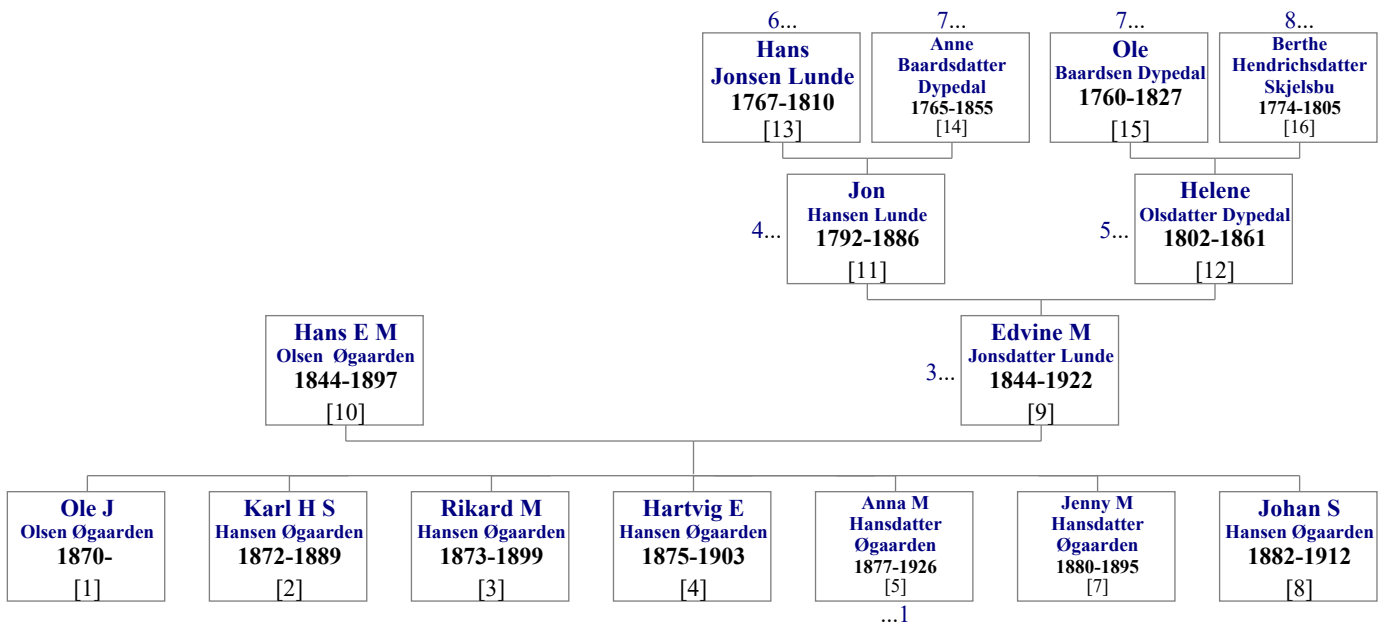 6...
7...
7...
8...
Hans
Jonsen Lunde
1767-1810
[13]
Anne
Baardsdatter
Dypedal
1765-1855
[14]
Ole
Baardsen Dypedal
1760-1827
[15]
Berthe
Hendrichsdatter
Skjelsbu
1774-1805
[16]
4...
Jon
Hansen Lunde
1792-1886
[11]
5...
Helene
Olsdatter Dypedal
1802-1861
[12]
Hans E M
Olsen Øgaarden
1844-1897
[10]
3...
Edvine M
Jonsdatter Lunde
1844-1922
[9]
Ole J
Olsen Øgaarden
1870-
[1]
Karl H S
Hansen Øgaarden
1872-1889
[2]
Rikard M
Hansen Øgaarden
1873-1899
[3]
Hartvig E
Hansen Øgaarden
1875-1903
[4]
Anna M
Hansdatter
Øgaarden
1877-1926
[5]
...1
Jenny M
Hansdatter
Øgaarden
1880-1895
[7]
Johan S
Hansen Øgaarden
1882-1912
[8]